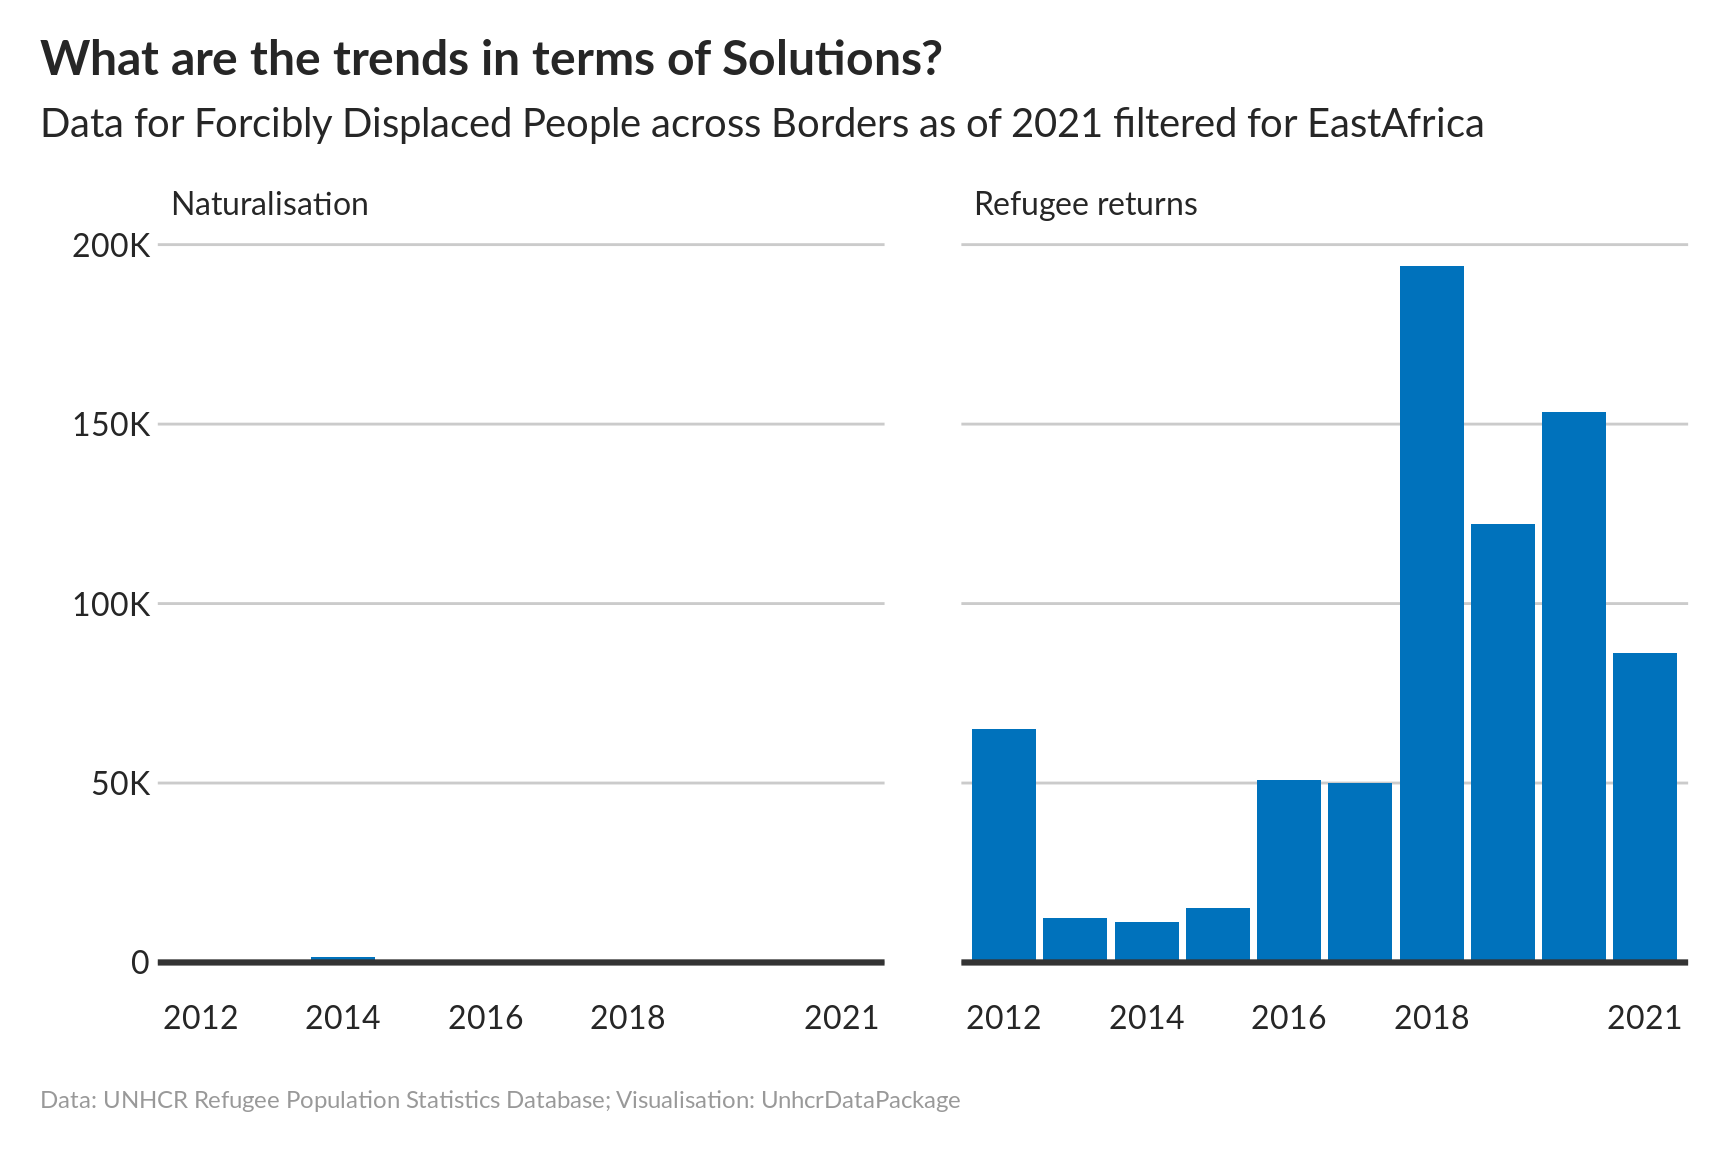 What are the trends in terms of Solutions?
Data for Forcibly Displaced People across Borders as of 2021 filtered for EastAfrica
Naturalisation
Refugee returns
200K
150K
100K
50K
0
2012 2014 2016 2018 2021
2012 2014 2016 2018 2021
Data: UNHCR Refugee Population Statistics Database; Visualisation: UnhcrDataPackage